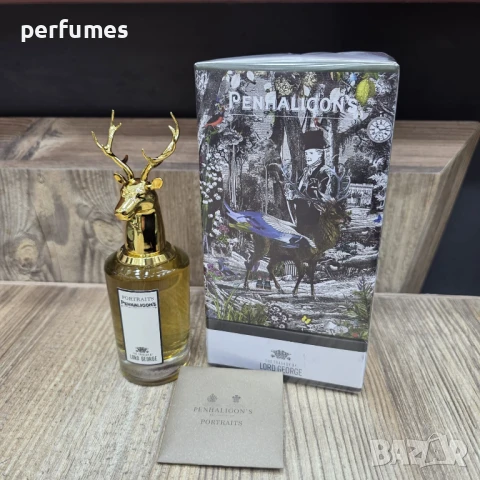 perfumes
PENHALIGON'S
PORTRAITS
PENHALIGON'S
LORD GEORGE
LORD GEORGE
PENHALIGON'S
PORTRAITS
BAZAR